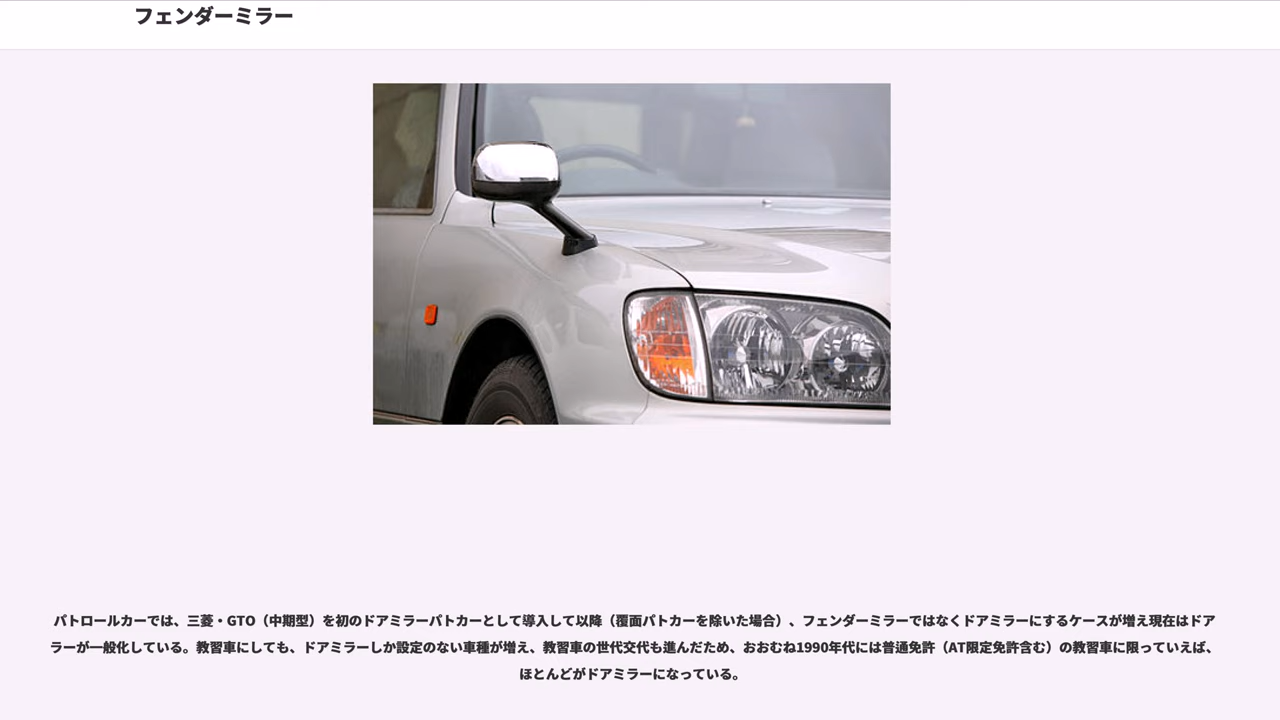 フェンダーミラー
パトロールカーでは、三菱・GTO（中期型）を初のドアミラーパトカーとして導入して以降（覆面パトカーを除いた場合）、フェンダーミラーではなくドアミラーにするケースが増え現在はドア
ラーが一般化している。教習車にしても、ドアミラーしか設定のない車種が増え、教習車の世代交代も進んだため、おおむね1990年代には普通免許（AT限定免許含む）の教習車に限っていえば、
ほとんどがドアミラーになっている。